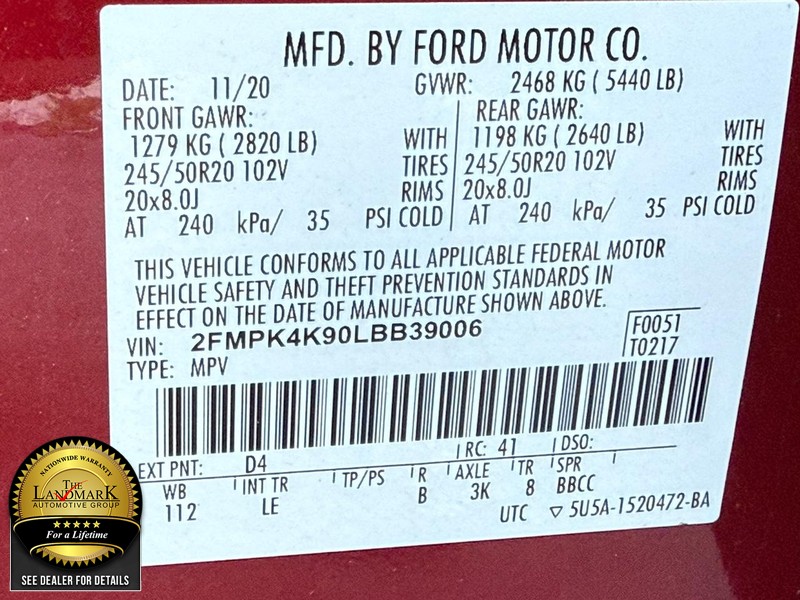 MFD. BY FORD MOTOR CO.
DATE: 11/20 GVWR: 2468 KG ( 5440 LB)
FRONT GAWR: REAR GAWR:
1279 KG ( 2820 LB) WITH 1198 KG ( 2640 LB) WITH
245/50R20 102V TIRES 245/50R20 102V TIRES
20x8.0J RIMS 20x8.0J RIMS
AT 240 kPa/ 35 PSI COLD AT 240 kPa/ 35 PSI COLD
THIS VEHICLE CONFORMS TO ALL APPLICABLE FEDERAL MOTOR
VEHICLE SAFETY AND THEFT PREVENTION STANDARDS IN
EFFECT ON THE DATE OF MANUFACTURE SHOWN ABOVE.
VIN: 2FMPK4K90LBB39006 F0051
TYPE: MPV T0217
EXT PNT: D4 RC: 41 DSO:
WB INT TR TP/PS R AXLE TR SPR
112 LE B 3K 8 BBCC
UTC ▽ 5U5A-1520472-BA
NATIONWIDE WARRANTY
THE
LANDMARK
AUTOMOTIVE GROUP
For a Lifetime
SEE DEALER FOR DETAILS